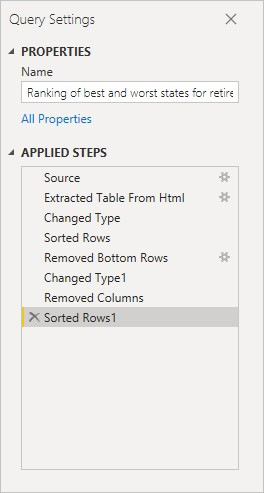 Query Settings
PROPERTIES
Name
Ranking of best and worst states for retire
All Properties
APPLIED STEPS
Source
Extracted Table From Html
Changed Type
Sorted Rows
Removed Bottom Rows
Changed Type1
Removed Columns
Sorted Rows1